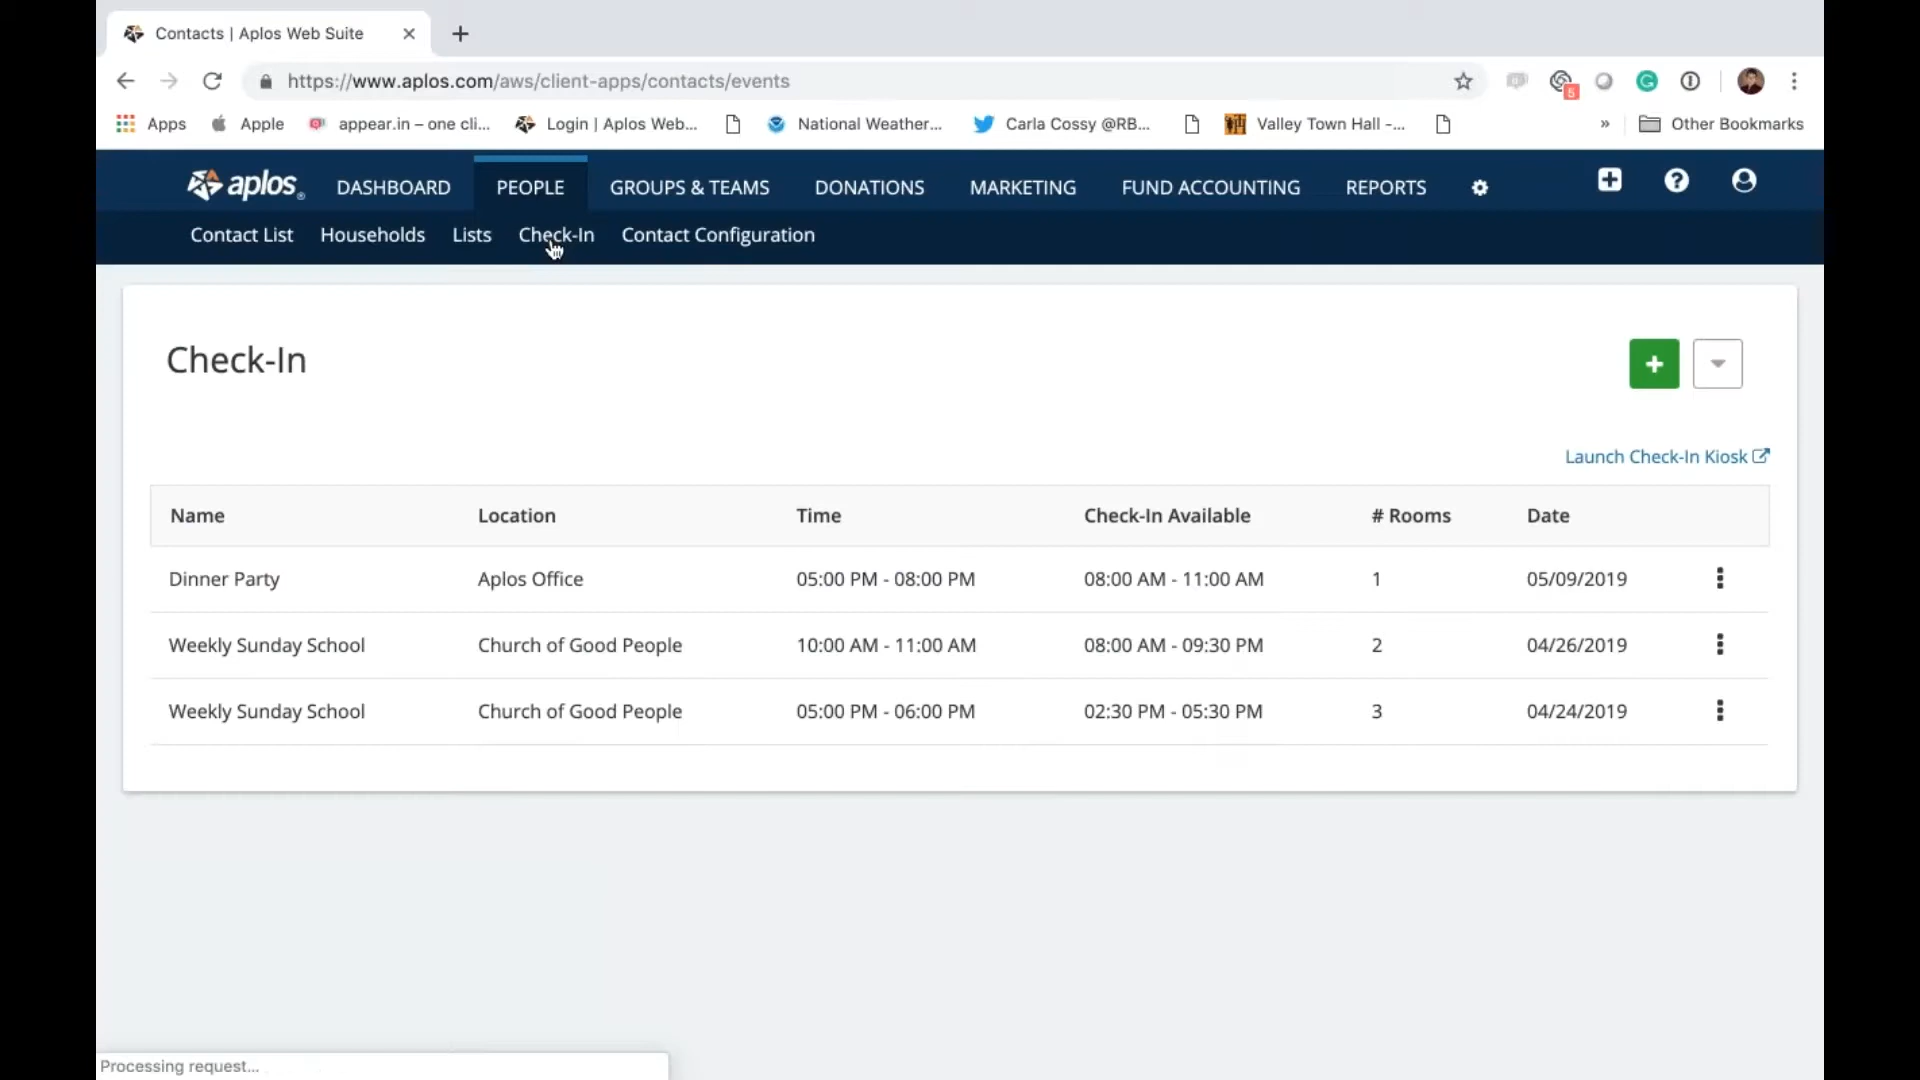 Contacts | Aplos Web Suite
https://www.aplos.com/aws/client-apps/contacts/events
5
Apps Apple appear.in – one cli... Login | Aplos Web... National Weather... Carla Cossy @RB... Valley Town Hall -... » Other Bookmarks
aplos® DASHBOARD PEOPLE GROUPS & TEAMS DONATIONS MARKETING FUND ACCOUNTING REPORTS
Contact List Households Lists Check-In Contact Configuration
Check-In
Launch Check-In Kiosk
Name Location Time Check-In Available # Rooms Date
Dinner Party Aplos Office 05:00 PM - 08:00 PM 08:00 AM - 11:00 AM 1 05/09/2019
Weekly Sunday School Church of Good People 10:00 AM - 11:00 AM 08:00 AM - 09:30 PM 2 04/26/2019
Weekly Sunday School Church of Good People 05:00 PM - 06:00 PM 02:30 PM - 05:30 PM 3 04/24/2019
Processing request...